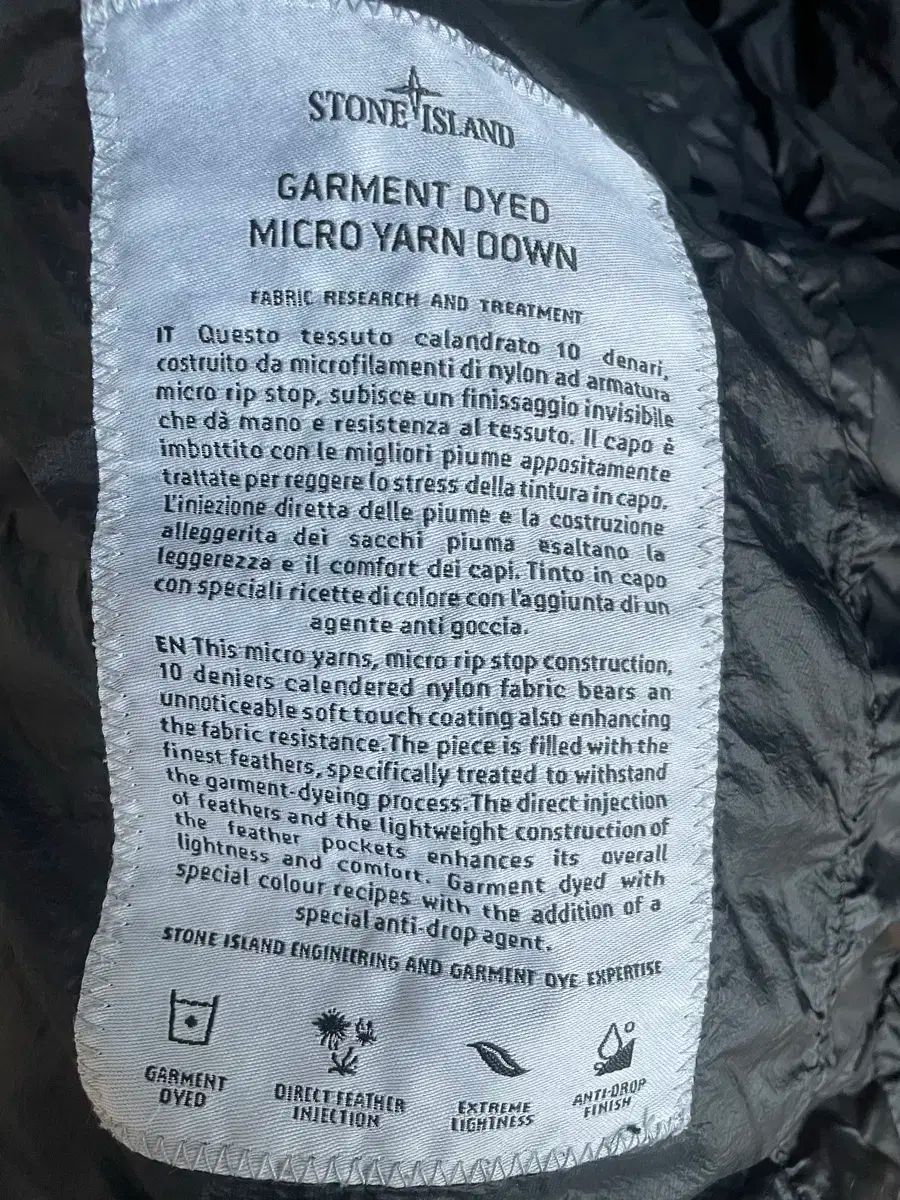 STONE ISLAND
GARMENT DYED
MICRO YARN DOWN
FABRIC RESEARCH AND TREATMENT
IT Questo tessuto calandrato 10 denari,
costruito da microfilamenti di nylon ad armatura
micro rip stop, subisce un finissaggio invisibile
che dà mano e resistenza al tessuto. Il capo è
imbottito con le migliori piume appositamente
trattate per reggere lo stress della tintura in capo.
L'iniezione diretta delle piume e la costruzione
alleggerita dei sacchi piuma esaltano la
leggerezza e il comfort dei capi. Tinto in capo
con speciali ricette di colore con l'aggiunta di un
agente anti goccia.
EN This micro yarns, micro rip stop construction,
10 deniers calendered nylon fabric bears an
unnoticeable soft touch coating also enhancing
the fabric resistance.The piece is filled with the
finest feathers, specifically treated to withstand
the garment-dyeing process.The direct injection
of feathers and the lightweight construction of
the feather pockets enhances its overall
lightness and comfort. Garment dyed with
special colour recipes with the addition of a
special anti-drop agent.
STONE ISLAND ENGINEERING AND GARMENT DYE EXPERTISE
GARMENT
DYED
DIRECT FEATHER
INJECTION
EXTREME
LIGHTNESS
ANTI-DROP
FINISH